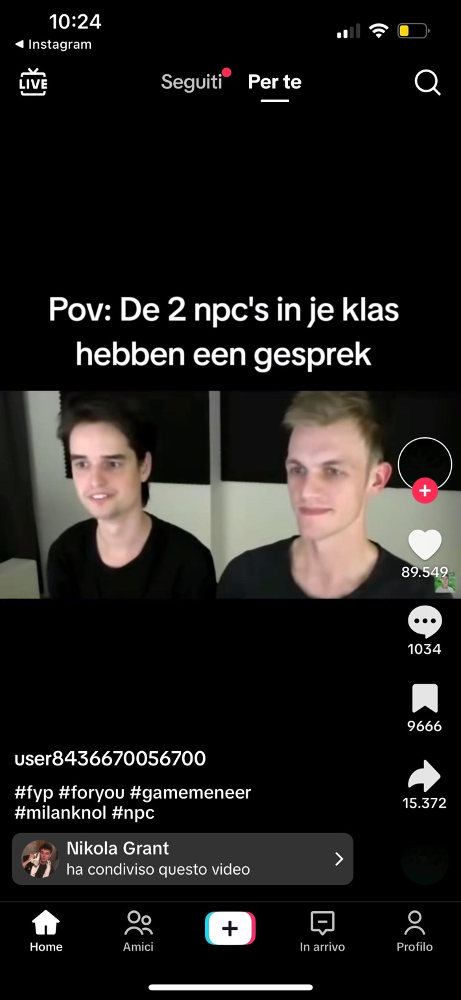 10:24
Instagram
LIVE
Seguiti
Per te
Pov: De 2 npc's in je klas
hebben een gesprek
89.549
1034
9666
15.372
user8436670056700
#fyp #foryou #gamemeneer
#milanknol #npc
Nikola Grant
ha condiviso questo video
Home
Amici
In arrivo
Profilo